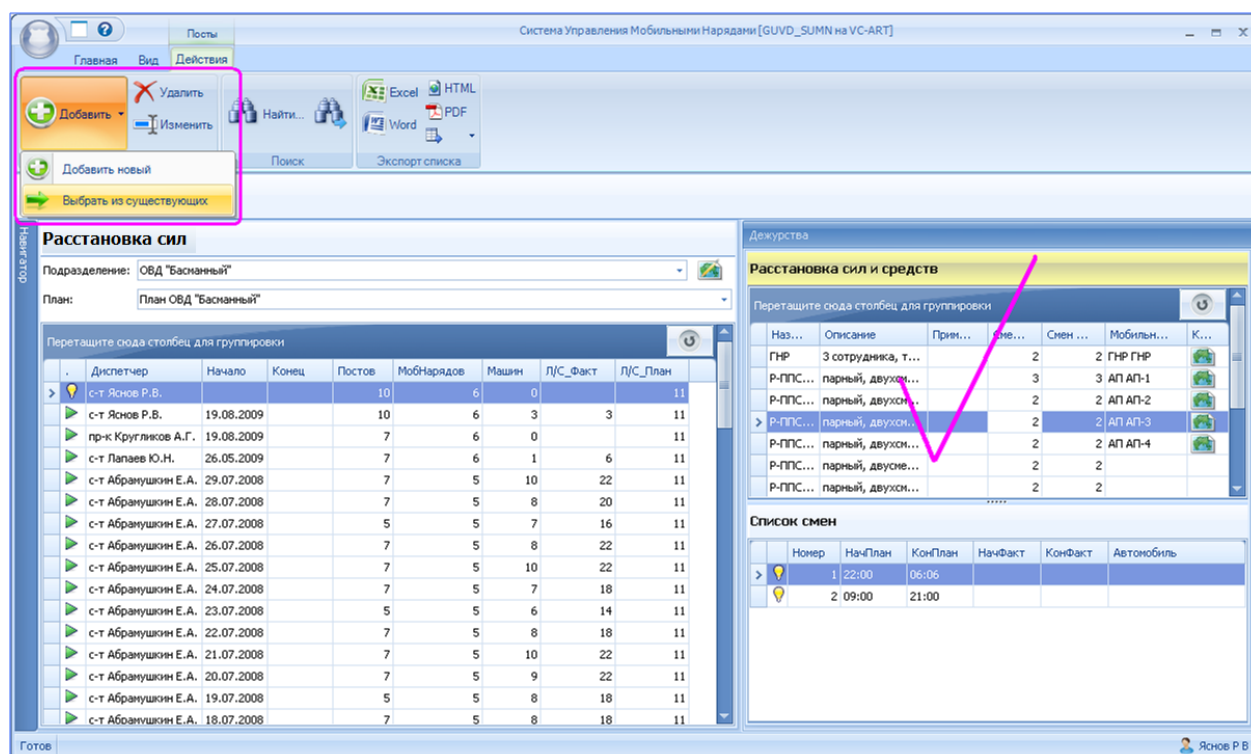 Посты
Система Управления Мобильными Нарядами [GUVD_SUMN на VC-ART]
Главная Вид Действия
Добавить
Удалить
Изменить
Найти...
Excel HTML
Word PDF
Поиск
Экспорт списка
Добавить новый
Выбрать из существующих
Навигатор
Расстановка сил
Подразделение: ОВД "Басманный"
План: План ОВД "Басманный"
Перетащите сюда столбец для группировки
. Диспетчер Начало Конец Постов МобНарядов Машин Л/С_Факт Л/С_План
с-т Яснов Р.В. 10 6 0 11
с-т Яснов Р.В. 19.08.2009 10 6 3 3 11
пр-к Кругликов А.Г. 19.08.2009 7 6 0 11
с-т Лапаев Ю.Н. 26.05.2009 7 6 1 6 11
с-т Абрамушкин Е.А. 29.07.2008 7 5 10 22 11
с-т Абрамушкин Е.А. 28.07.2008 7 5 8 20 11
с-т Абрамушкин Е.А. 27.07.2008 5 5 7 16 11
с-т Абрамушкин Е.А. 26.07.2008 7 5 8 22 11
с-т Абрамушкин Е.А. 25.07.2008 7 5 10 22 11
с-т Абрамушкин Е.А. 24.07.2008 7 5 7 18 11
с-т Абрамушкин Е.А. 23.07.2008 5 5 6 14 11
с-т Абрамушкин Е.А. 22.07.2008 7 5 8 18 11
с-т Абрамушкин Е.А. 21.07.2008 7 5 10 22 11
с-т Абрамушкин Е.А. 20.07.2008 7 5 9 22 11
с-т Абрамушкин Е.А. 19.07.2008 5 5 8 18 11
с-т Абрамушкин Е.А. 18.07.2008 7 5 8 18 11
Дежурства
Расстановка сил и средств
Перетащите сюда столбец для группировки
Наз... Описание Прим... Сме... Смен ... Мобильн... К...
ГНР 3 сотрудника, т... 2 2 ГНР ГНР
Р-ППС... парный, двухсм... 3 3 АП АП-1
Р-ППС... парный, двухсм... 2 2 АП АП-2
Р-ППС... парный, двухсм... 2 2 АП АП-3
Р-ППС... парный, двухсм... 2 2 АП АП-4
Р-ППС... парный, двусме... 2 2
Р-ППС... парный, двухсм... 2 2
Список смен
Номер НачПлан КонПлан НачФакт КонФакт Автомобиль
1 22:00 06:06
2 09:00 21:00
Готов
Яснов Р В